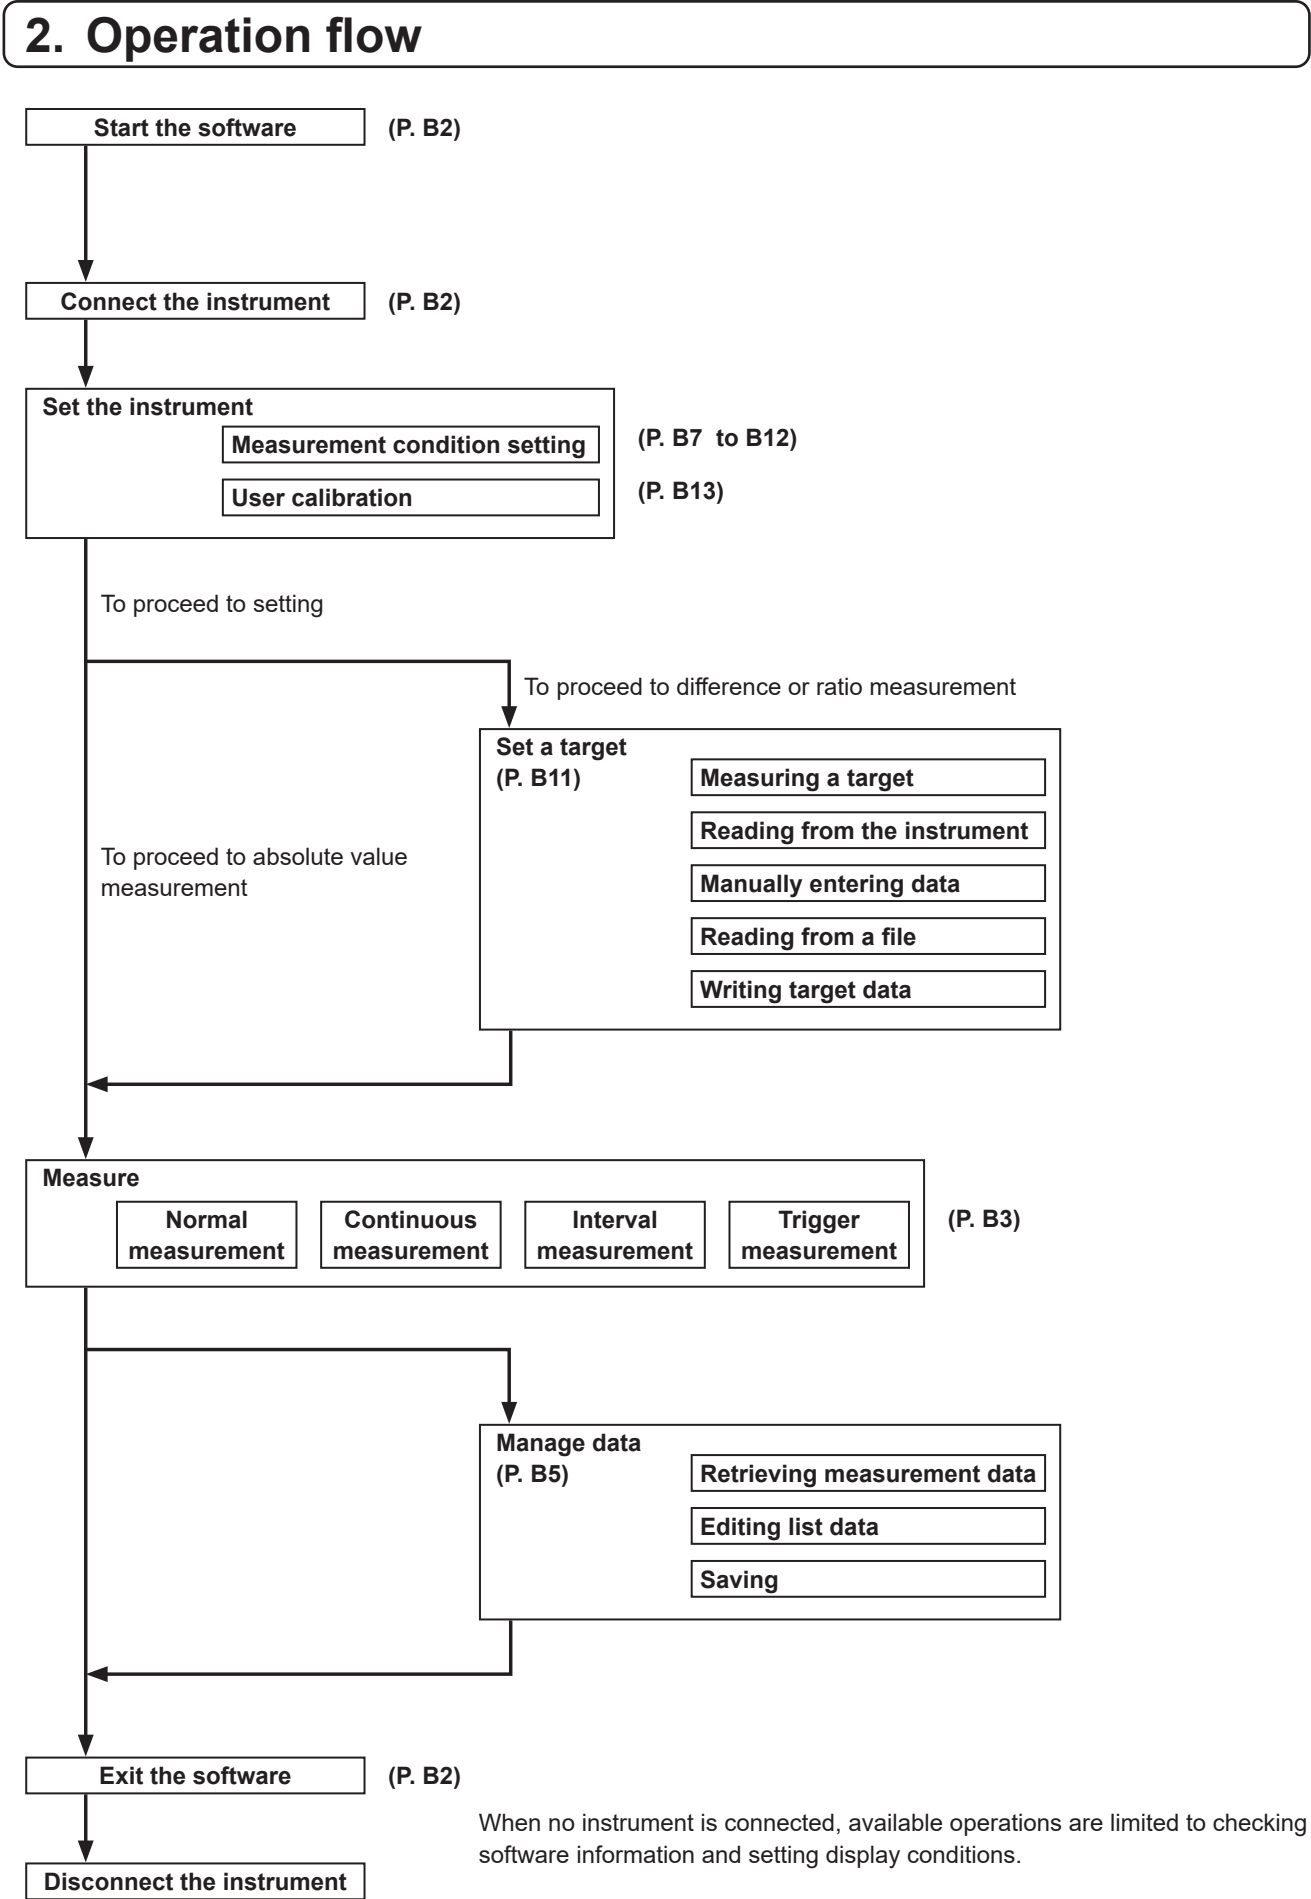 2. Operation flow
Start the software (P. B2)
Connect the instrument (P. B2)
Set the instrument
Measurement condition setting (P. B7 to B12)
User calibration (P. B13)
To proceed to setting
To proceed to difference or ratio measurement
Set a target
(P. B11)
Measuring a target
Reading from the instrument
Manually entering data
Reading from a file
Writing target data
To proceed to absolute value
measurement
Measure
Normal
measurement
Continuous
measurement
Interval
measurement
Trigger
measurement
(P. B3)
Manage data
(P. B5)
Retrieving measurement data
Editing list data
Saving
Exit the software (P. B2)
When no instrument is connected, available operations are limited to checking
software information and setting display conditions.
Disconnect the instrument